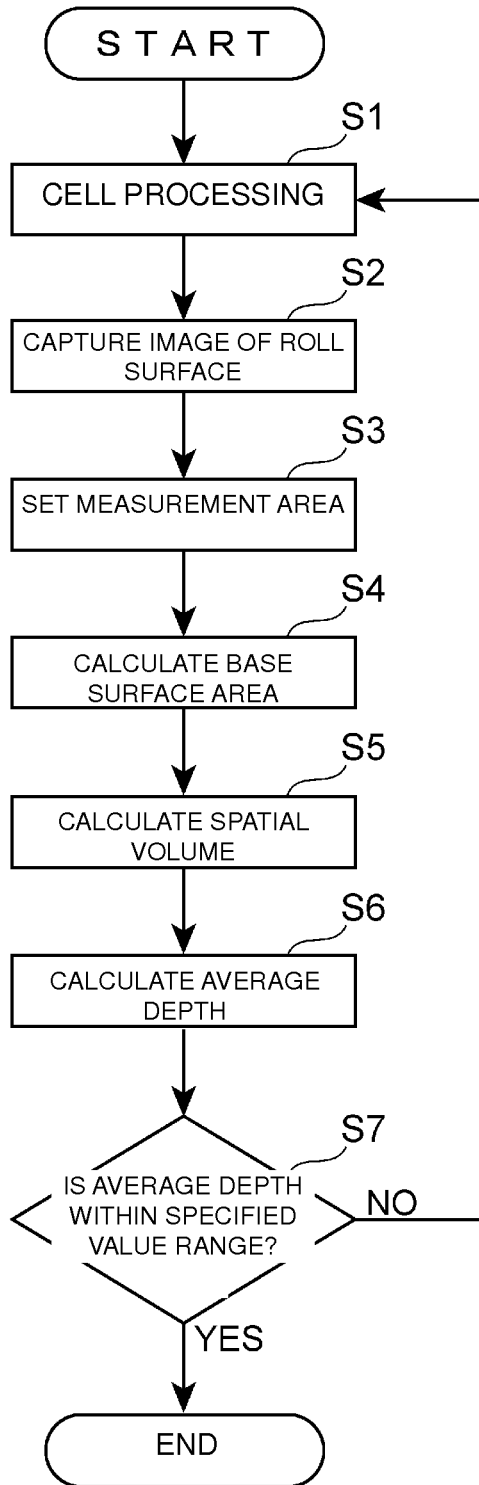 START
S1
CELL PROCESSING
S2
CAPTURE IMAGE OF ROLL
SURFACE
S3
SET MEASUREMENT AREA
S4
CALCULATE BASE
SURFACE AREA
S5
CALCULATE SPATIAL
VOLUME
S6
CALCULATE AVERAGE
DEPTH
S7
IS AVERAGE DEPTH
WITHIN SPECIFIED
VALUE RANGE?
NO
YES
END